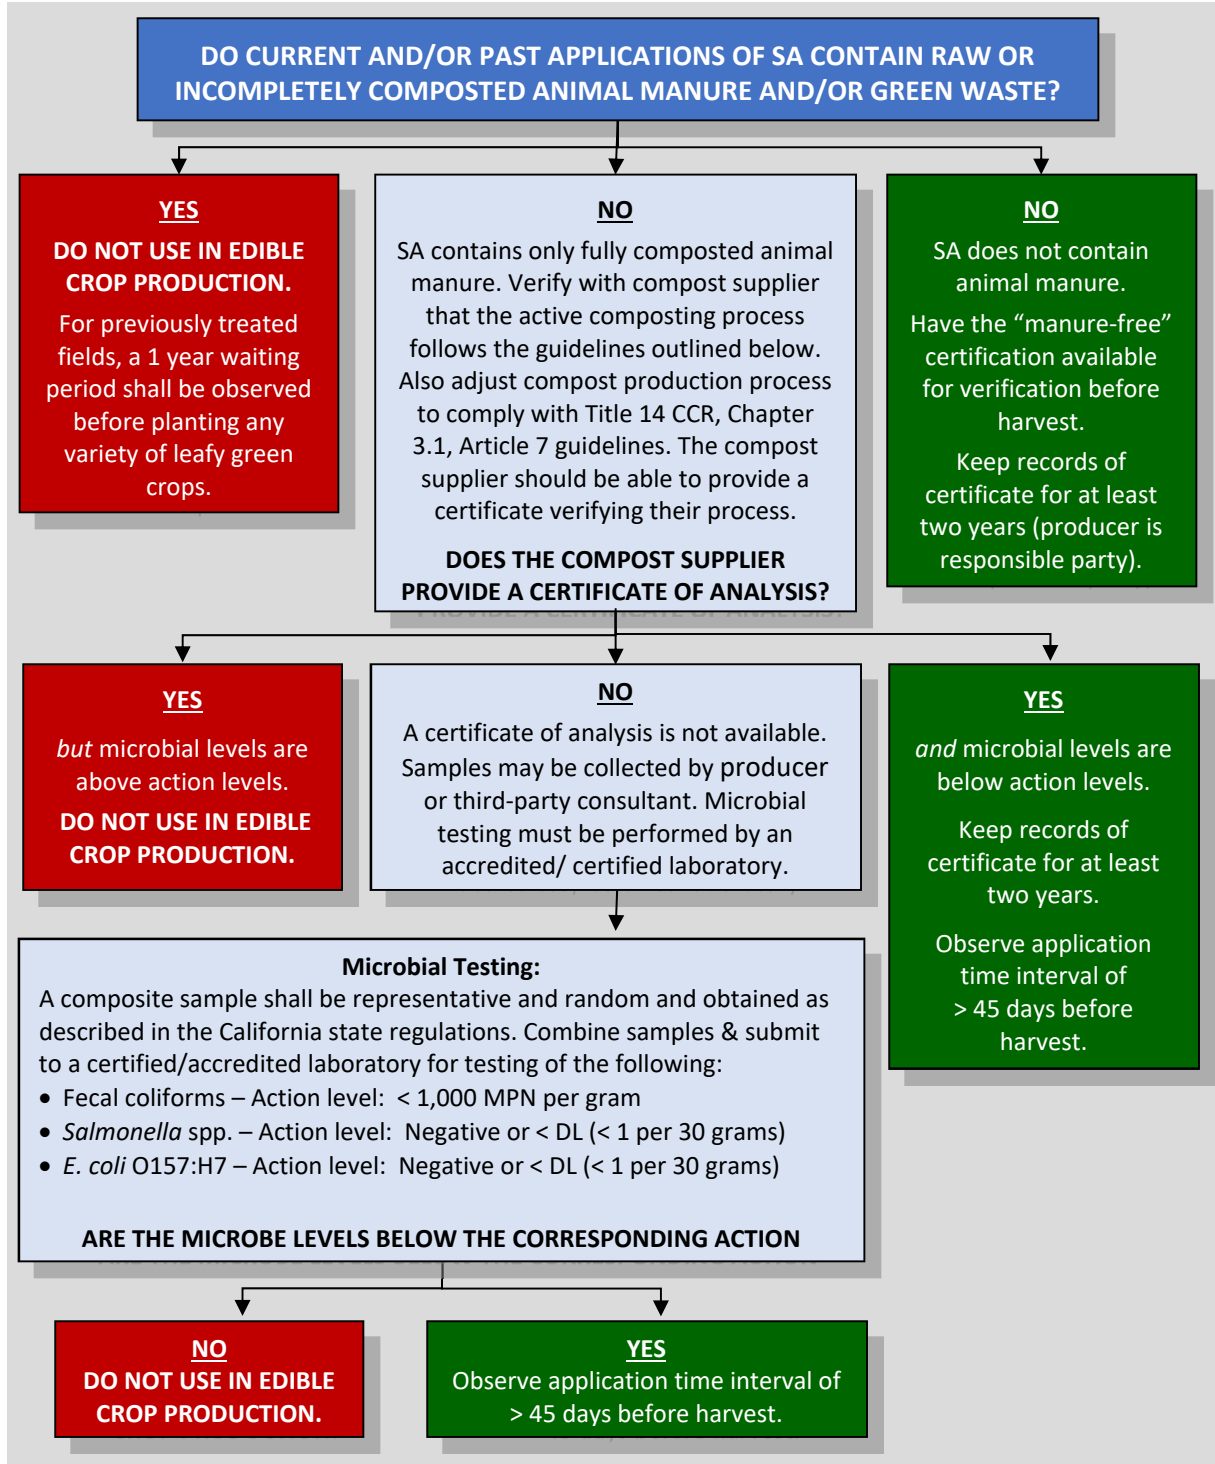 DO CURRENT AND/OR PAST APPLICATIONS OF SA CONTAIN RAW OR
INCOMPLETELY COMPOSTED ANIMAL MANURE AND/OR GREEN WASTE?
YES
DO NOT USE IN EDIBLE
CROP PRODUCTION.
For previously treated
fields, a 1 year waiting
period shall be observed
before planting any
variety of leafy green
crops.
NO
SA contains only fully composted animal
manure. Verify with compost supplier
that the active composting process
follows the guidelines outlined below.
Also adjust compost production process
to comply with Title 14 CCR, Chapter
3.1, Article 7 guidelines. The compost
supplier should be able to provide a
certificate verifying their process.
DOES THE COMPOST SUPPLIER
PROVIDE A CERTIFICATE OF ANALYSIS?
NO
SA does not contain
animal manure.
Have the “manure-free”
certification available
for verification before
harvest.
Keep records of
certificate for at least
two years (producer is
responsible party).
YES
but microbial levels are
above action levels.
DO NOT USE IN EDIBLE
CROP PRODUCTION.
NO
A certificate of analysis is not available.
Samples may be collected by producer
or third-party consultant. Microbial
testing must be performed by an
accredited/ certified laboratory.
YES
and microbial levels are
below action levels.
Keep records of
certificate for at least
two years.
Observe application
time interval of
> 45 days before
harvest.
Microbial Testing:
A composite sample shall be representative and random and obtained as
described in the California state regulations. Combine samples & submit
to a certified/accredited laboratory for testing of the following:
• Fecal coliforms – Action level: < 1,000 MPN per gram
• Salmonella spp. – Action level: Negative or < DL (< 1 per 30 grams)
• E. coli O157:H7 – Action level: Negative or < DL (< 1 per 30 grams)
ARE THE MICROBE LEVELS BELOW THE CORRESPONDING ACTION
NO
DO NOT USE IN EDIBLE
CROP PRODUCTION.
YES
Observe application time interval of
> 45 days before harvest.